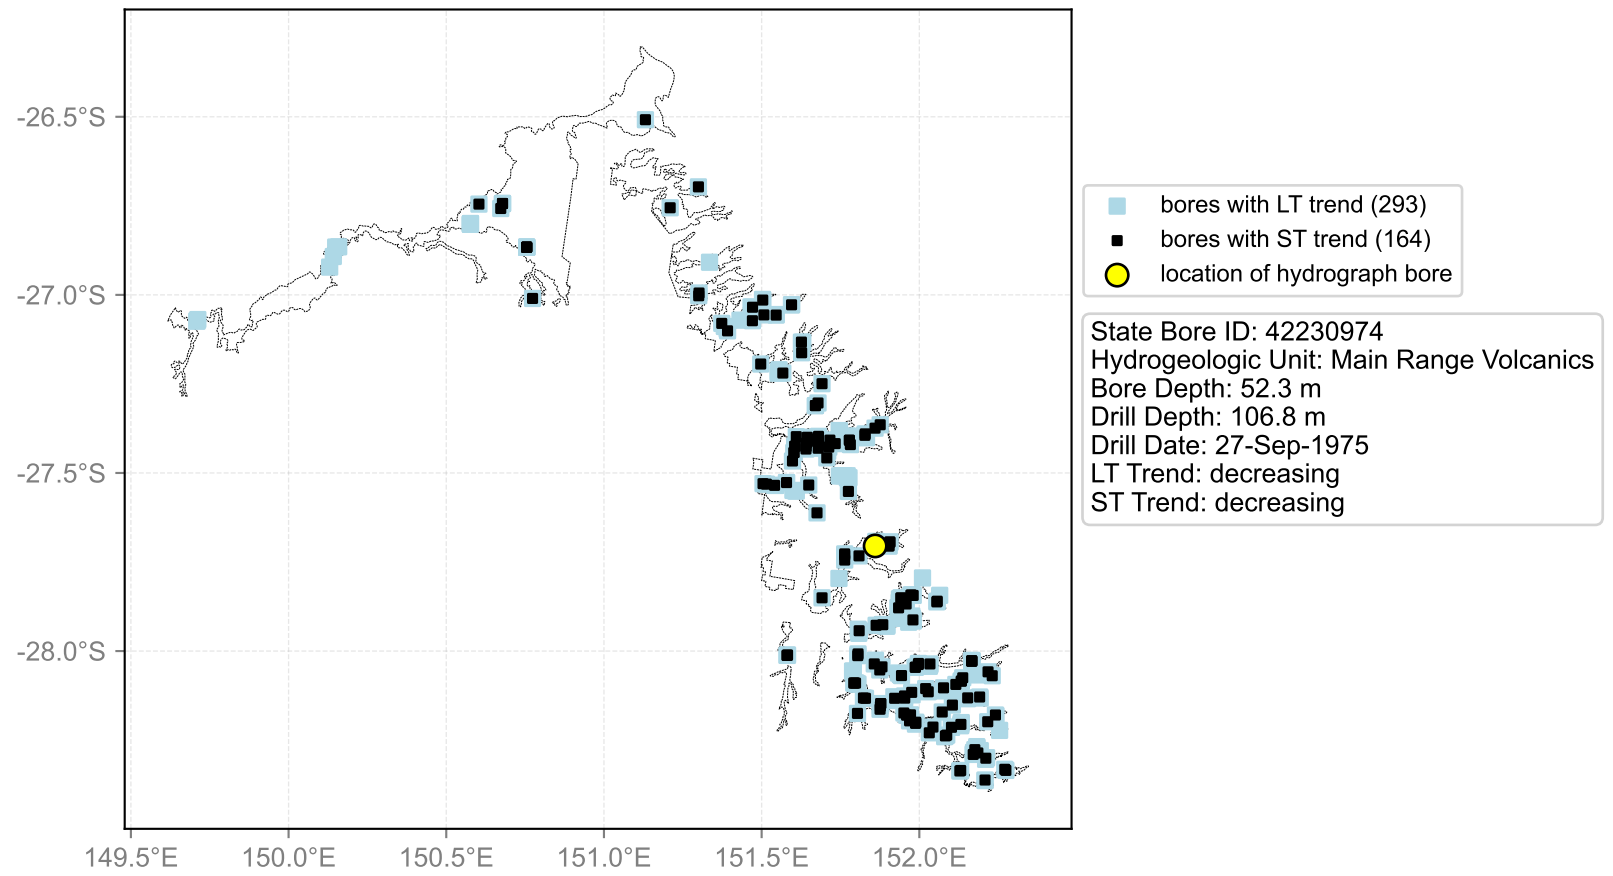 -26.5°S
-27.0°S
-27.5°S
-28.0°S
149.5°E
150.0°E
150.5°E
151.0°E
151.5°E
152.0°E
bores with LT trend (293)
bores with ST trend (164)
location of hydrograph bore
State Bore ID: 42230974
Hydrogeologic Unit: Main Range Volcanics
Bore Depth: 52.3 m
Drill Depth: 106.8 m
Drill Date: 27-Sep-1975
LT Trend: decreasing
ST Trend: decreasing